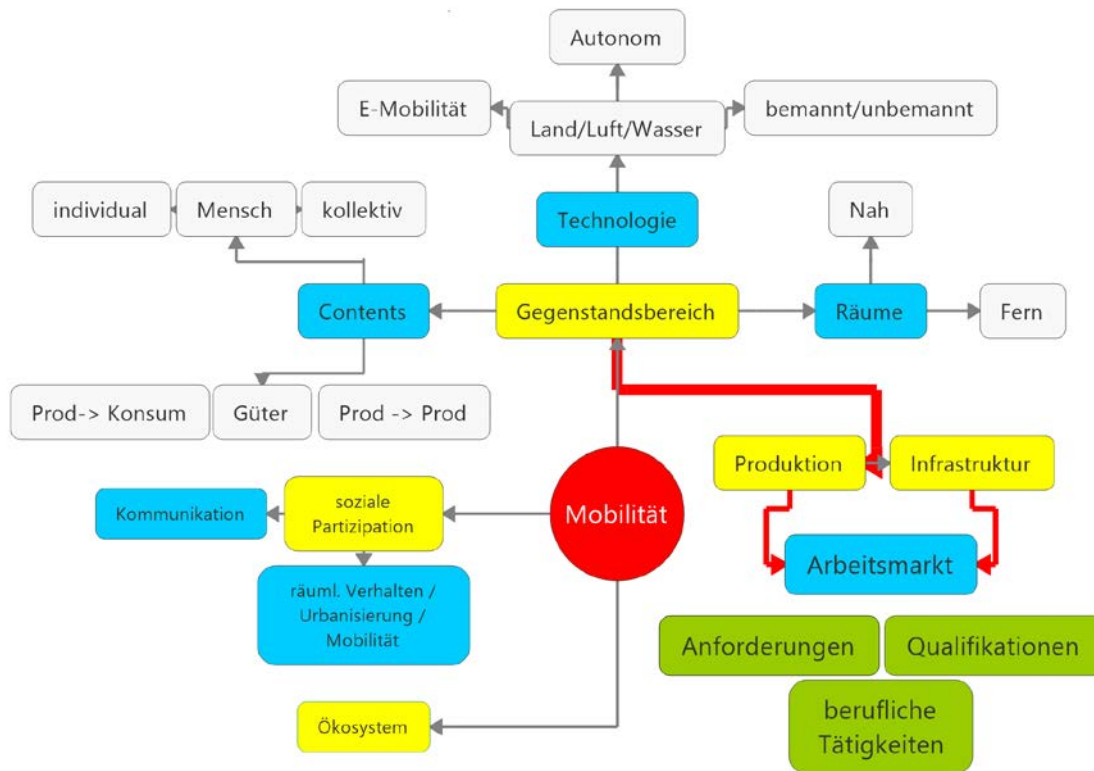 Autonom
E-Mobilität
Land/Luft/Wasser
bemannt/unbemannt
individual
Mensch
kollektiv
Technologie
Nah
Contents
Gegenstandsbereich
Räume
Fern
Prod-> Konsum
Güter
Prod -> Prod
Produktion
Infrastruktur
Kommunikation
soziale
Partizipation
Mobilität
Arbeitsmarkt
räuml. Verhalten /
Urbanisierung /
Mobilität
Anforderungen
Qualifikationen
Ökosystem
berufliche
Tätigkeiten